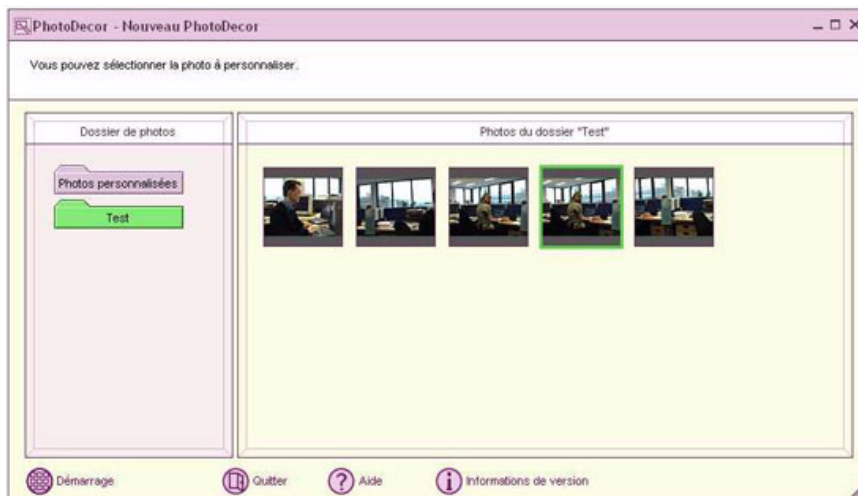 PhotoDecor - Nouveau PhotoDecor
Vous pouvez sélectionner la photo à personnaliser.
Dossier de photos
Photos du dossier "Test"
Photos personnalisées
Test
Démarrage
Quitter
Aide
Informations de version